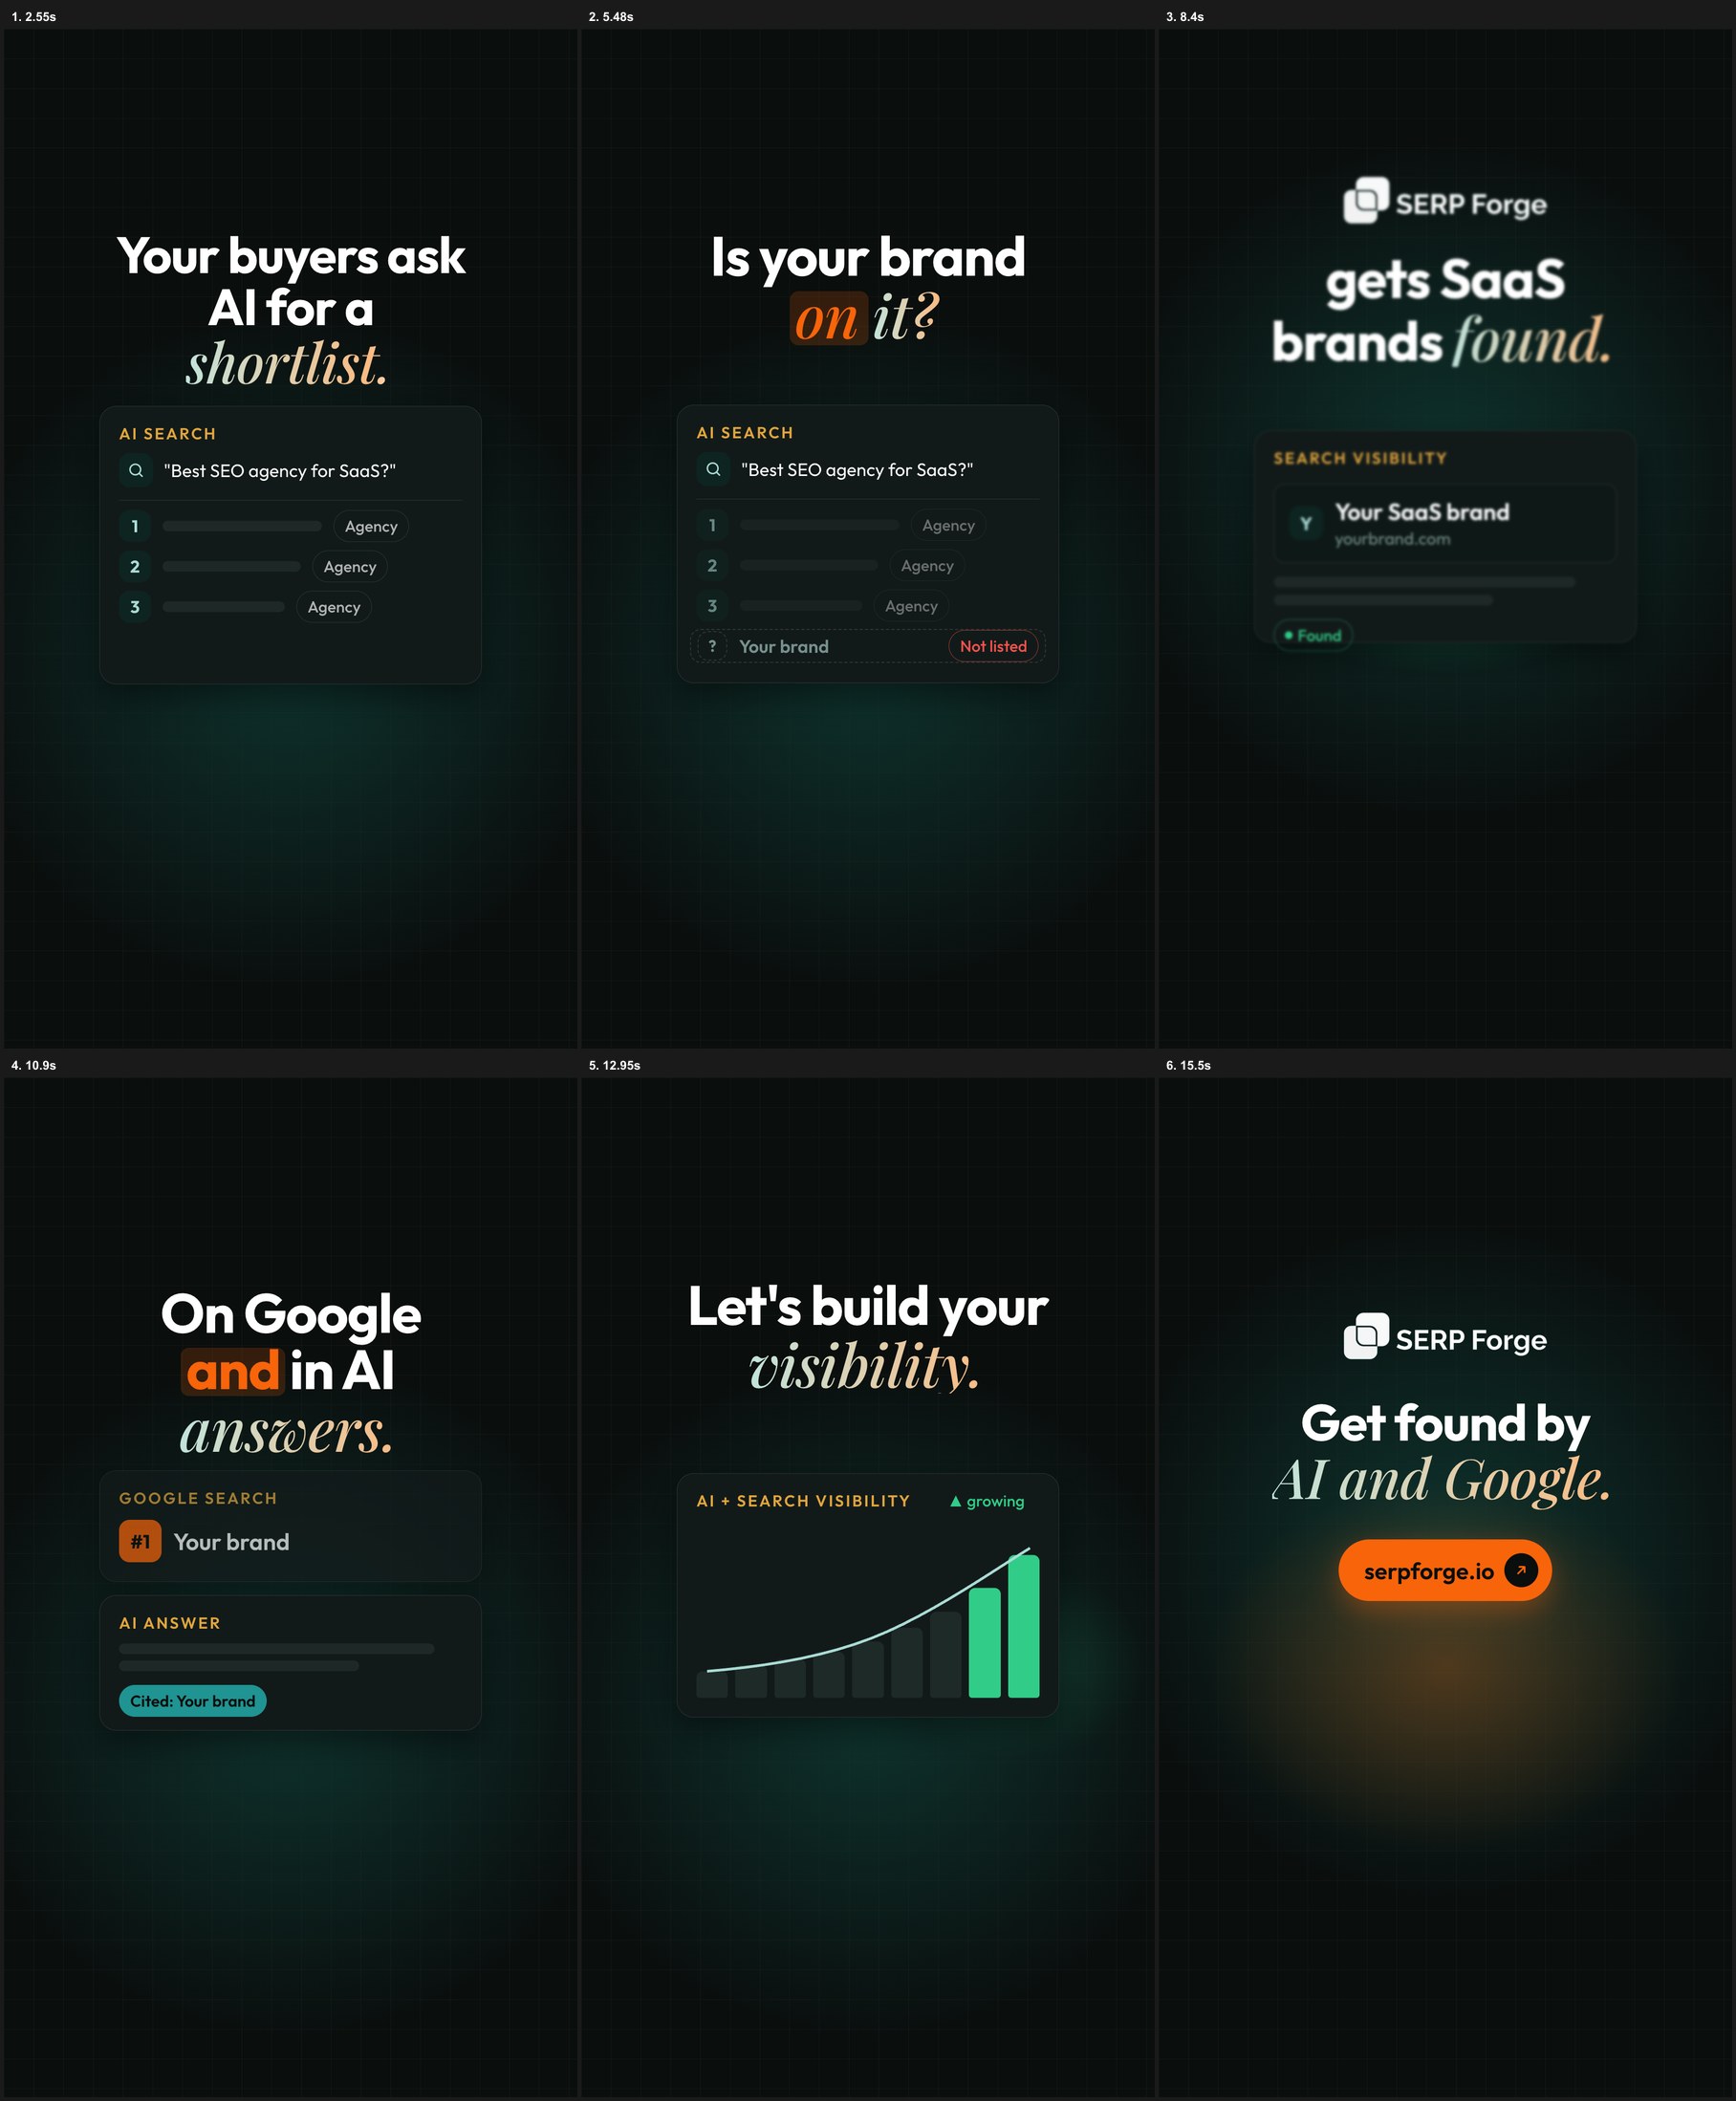 1. 2.55s
Your buyers ask
AI for a
shortlist.
AI SEARCH
"Best SEO agency for SaaS?"
1 Agency
2 Agency
3 Agency
2. 5.48s
Is your brand
on it?
AI SEARCH
"Best SEO agency for SaaS?"
1 Agency
2 Agency
3 Agency
? Your brand Not listed
3. 8.4s
SERP Forge
gets SaaS
brands found.
SEARCH VISIBILITY
Y Your SaaS brand
yourbrand.com
Found
4. 10.9s
On Google
and in AI
answers.
GOOGLE SEARCH
#1 Your brand
AI ANSWER
Cited: Your brand
5. 12.95s
Let's build your
visibility.
AI + SEARCH VISIBILITY ▲ growing
6. 15.5s
SERP Forge
Get found by
AI and Google.
serpforge.io